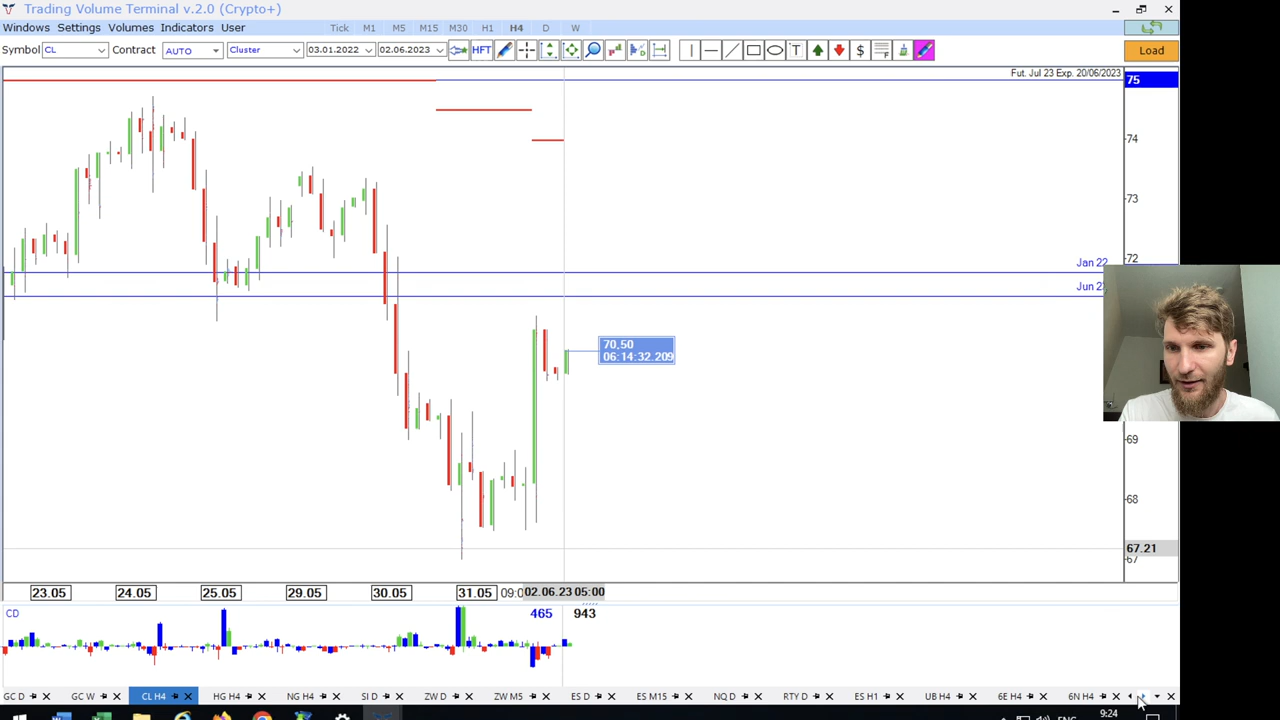 Trading Volume Terminal v.2.0 (Crypto+)
Windows Settings Volumes Indicators User Tick M1 M5 M15 M30 H1 H4 D W
Symbol CL Contract AUTO Cluster 03.01.2022 02.06.2023 HFT T $ Load
Fut. Jul 23 Exp. 20/06/2023
75
74
73
72
Jan 22
70,50
06:14:32.209
69
68
67.21
67
23.05 24.05 25.05 29.05 30.05 31.05 02.06.23 05:00
CD 465 943
GC D GC W CL H4 HG H4 NG H4 SI D ZW D ZW M5 ES D ES M15 NQ D RTY D ES H1 UB H4 6E H4 6N H4
ENG 9:24